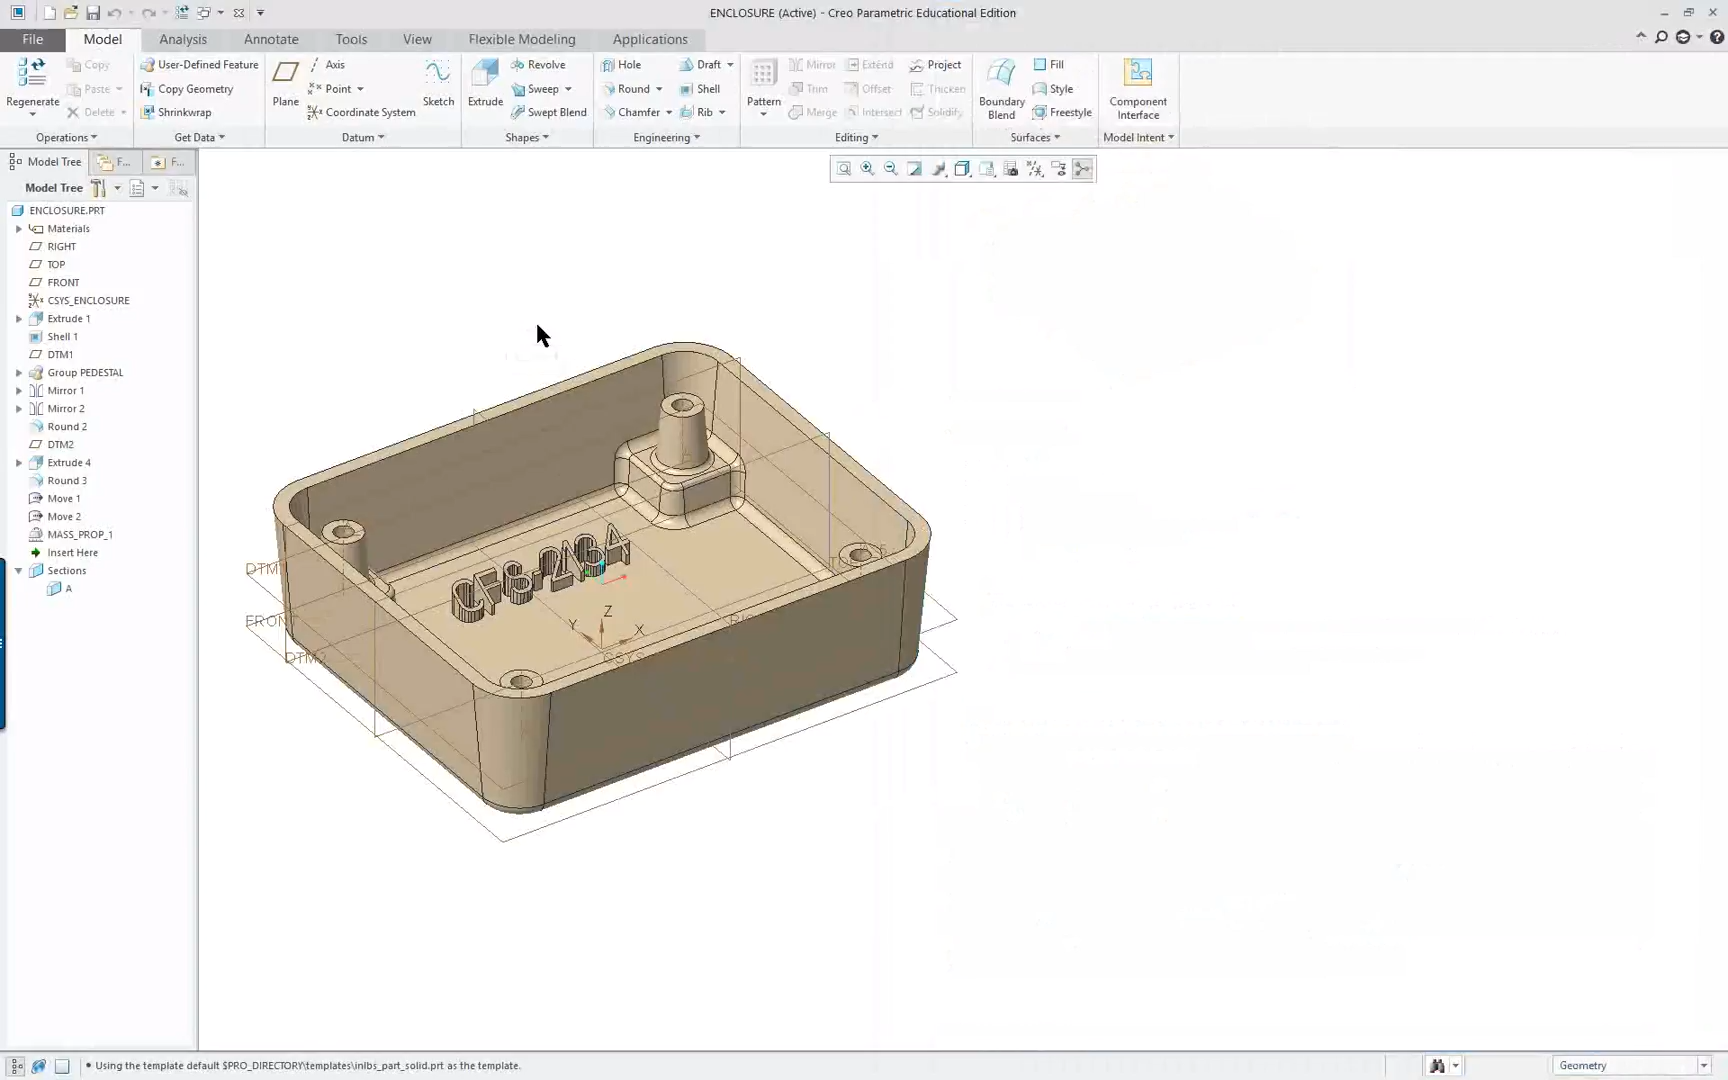 ENCLOSURE (Active) - Creo Parametric Educational Edition
File Model Analysis Annotate Tools View Flexible Modeling Applications
Regenerate
Copy
Paste
Delete
Operations
User-Defined Feature
Copy Geometry
Shrinkwrap
Get Data
Plane
Axis
Point
Coordinate System
Sketch
Datum
Extrude
Revolve
Sweep
Swept Blend
Shapes
Hole
Round
Chamfer
Draft
Shell
Rib
Engineering
Pattern
Mirror
Trim
Merge
Extend
Offset
Intersect
Project
Thicken
Solidify
Editing
Boundary
Blend
Fill
Style
Freestyle
Surfaces
Component
Interface
Model Intent
Model Tree F... F...
Model Tree
ENCLOSURE.PRT
Materials
RIGHT
TOP
FRONT
CSYS_ENCLOSURE
Extrude 1
Shell 1
DTM1
Group PEDESTAL
Mirror 1
Mirror 2
Round 2
DTM2
Extrude 4
Round 3
Move 1
Move 2
MASS_PROP_1
Insert Here
Sections
A
Z
Y
X
• Using the template default $PRO_DIRECTORY\templates\inlbs_part_solid.prt as the template.
Geometry